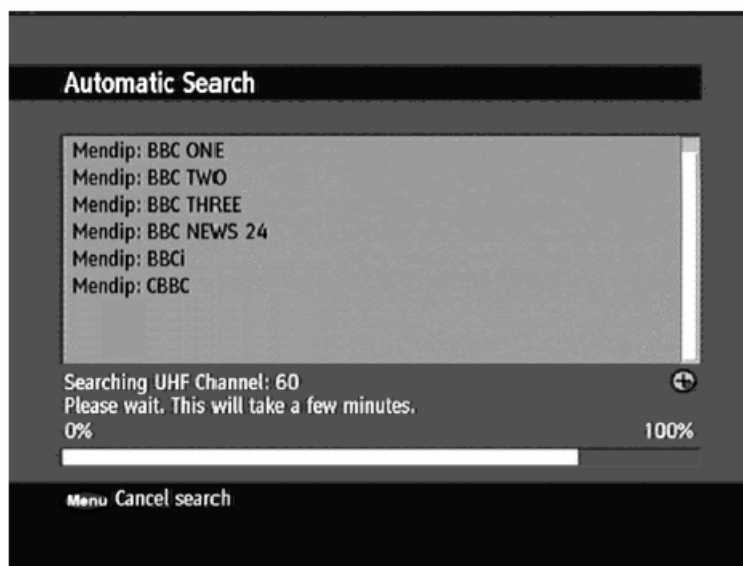 Automatic Search
Mendip: BBC ONE
Mendip: BBC TWO
Mendip: BBC THREE
Mendip: BBC NEWS 24
Mendip: BBCi
Mendip: CBBC
Searching UHF Channel: 60
Please wait. This will take a few minutes.
0% 100%
Menu Cancel search